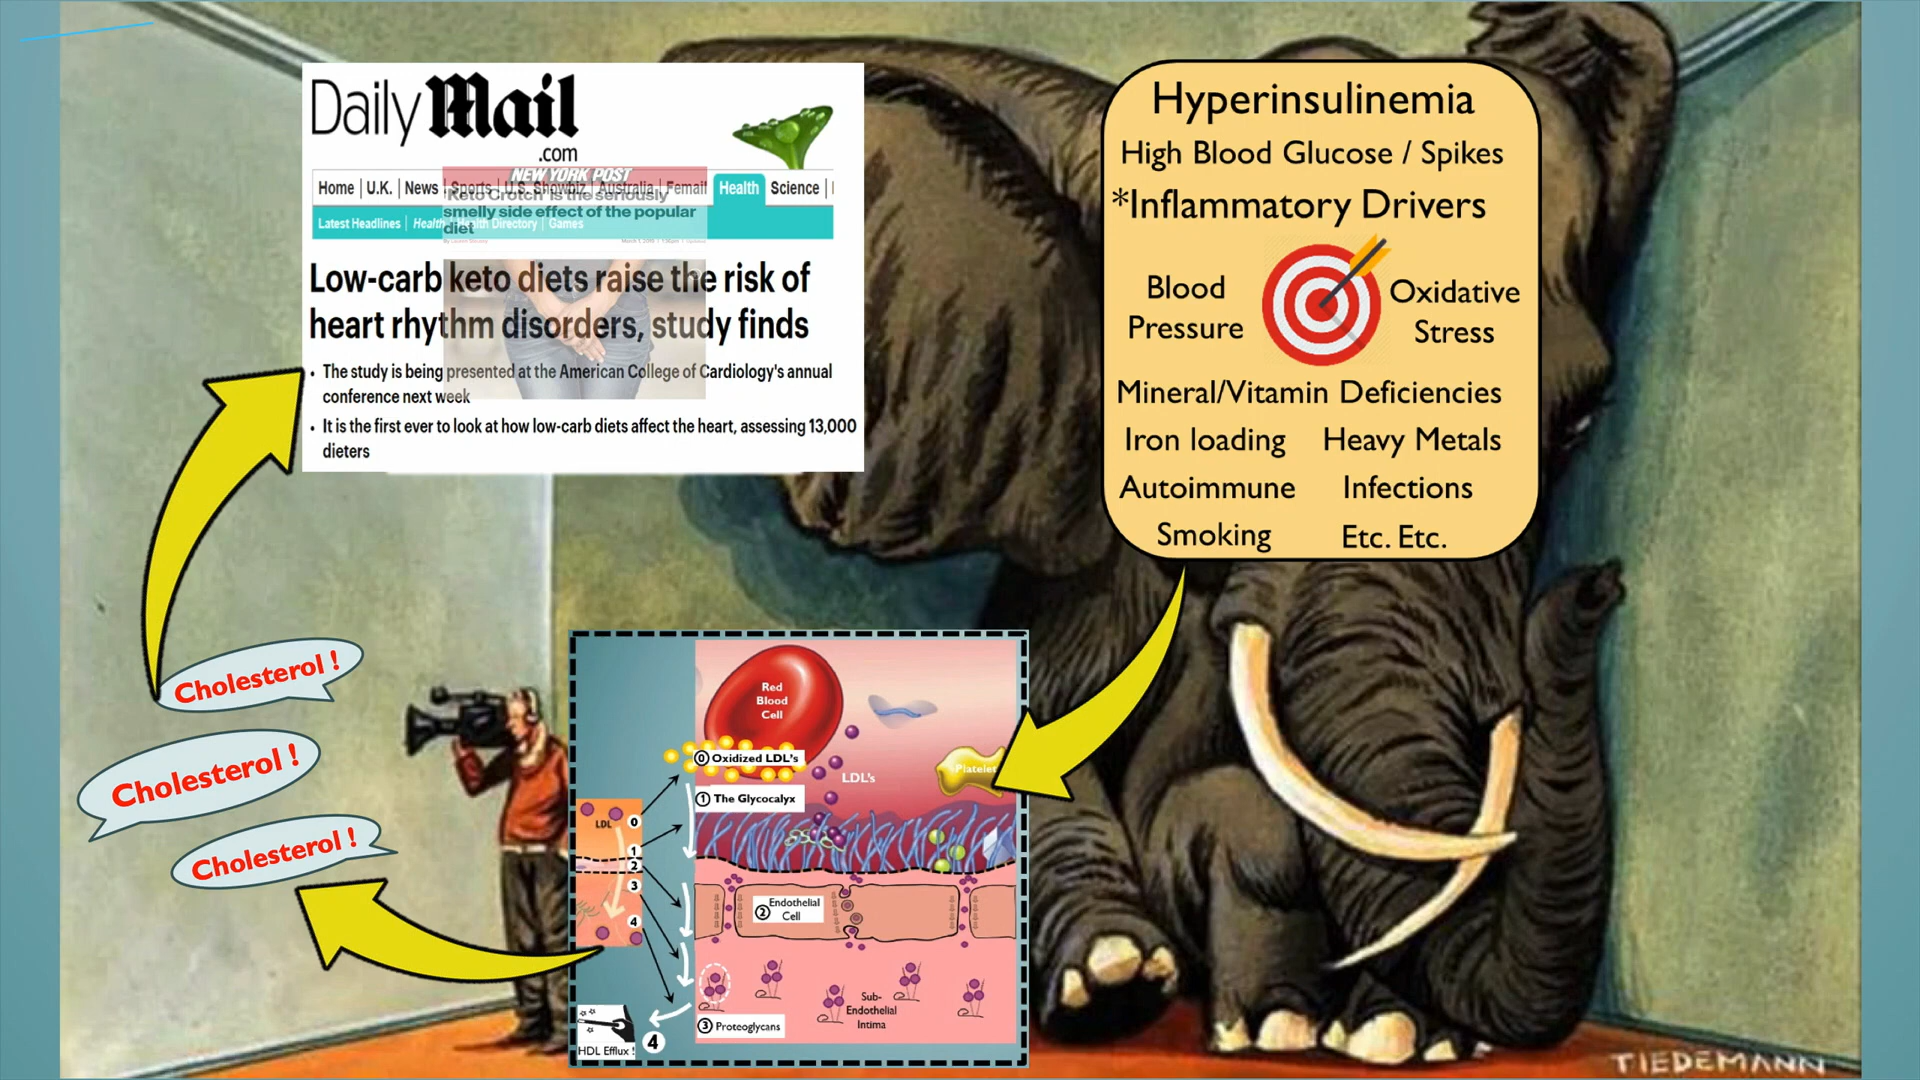 Daily Mail
.com
Home | U.K. | News | Sports | U.S. Showbiz | Australia | Femail | Health | Science |
Latest Headlines | Health | Health Directory | Games
NEW YORK POST
'Keto Crotch' is the seriously
smelly side effect of the popular
diet
Low-carb keto diets raise the risk of
heart rhythm disorders, study finds
• The study is being presented at the American College of Cardiology's annual
conference next week
• It is the first ever to look at how low-carb diets affect the heart, assessing 13,000
dieters
Hyperinsulinemia
High Blood Glucose / Spikes
*Inflammatory Drivers
Blood
Pressure
Oxidative
Stress
Mineral/Vitamin Deficiencies
Iron loading Heavy Metals
Autoimmune Infections
Smoking Etc. Etc.
Cholesterol !
Cholesterol !
Cholesterol !
Red
Blood
Cell
0 Oxidized LDL's
LDL's
Platelet
1 The Glycocalyx
LDL
0
1
2
3
4
2 Endothelial
Cell
Sub-
Endothelial
Intima
3 Proteoglycans
HDL Efflux !
4
TIEDEMANN